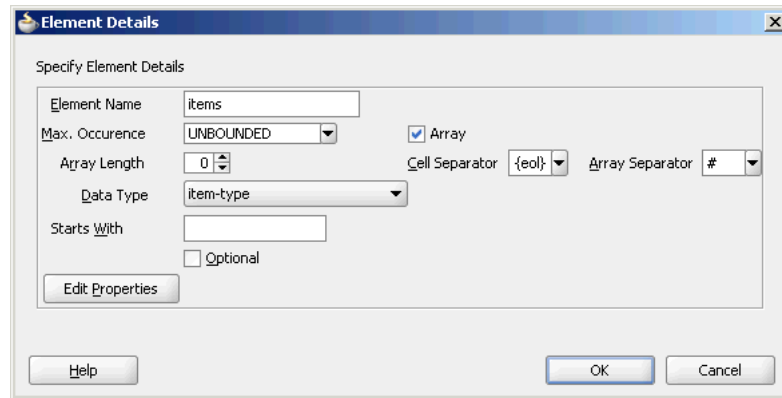 Element Details
Specify Element Details
Element Name items
Max. Occurence UNBOUNDED Array
Array Length 0 Cell Separator {eol} Array Separator #
Data Type item-type
Starts With
Optional
Edit Properties
Help OK Cancel